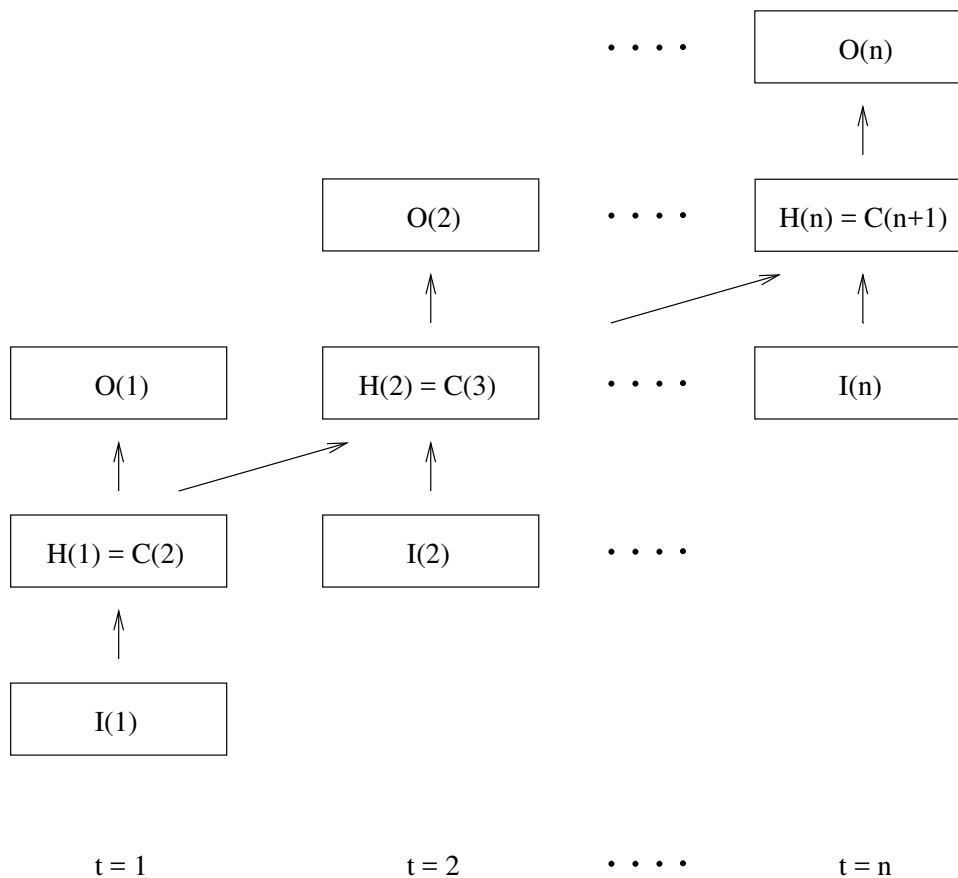 . . . . O(n)
O(2) . . . . H(n) = C(n+1)
O(1) H(2) = C(3) . . . . I(n)
H(1) = C(2) I(2) . . . .
I(1)
t = 1 t = 2 . . . . t = n